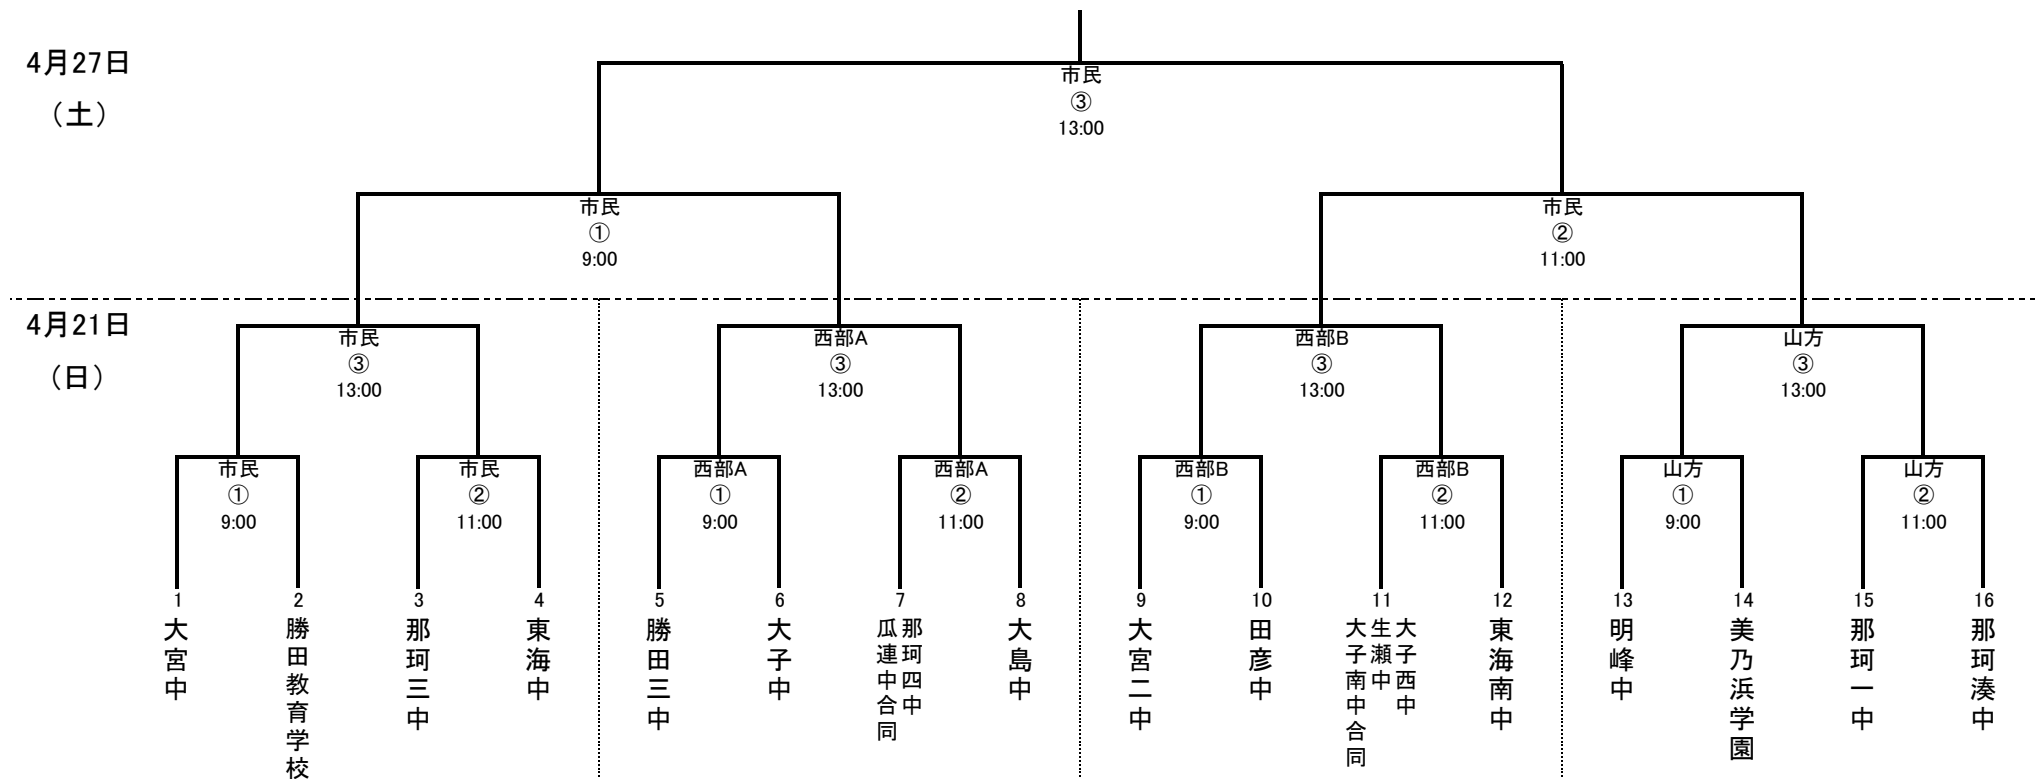 4月27日
（土）
市民
③
13:00
市民
①
9:00
市民
②
11:00
4月21日
（日）
市民
③
13:00
西部A
③
13:00
西部B
③
13:00
山方
③
13:00
市民
①
9:00
市民
②
11:00
西部A
①
9:00
西部A
②
11:00
西部B
①
9:00
西部B
②
11:00
山方
①
9:00
山方
②
11:00
1
大宮中
2
勝田教育学校
3
那珂三中
4
東海中
5
勝田三中
6
大子中
7
那珂四中
瓜連中合同
8
大島中
9
大宮二中
10
田彦中
11
大子西中
生瀬中
大子南中合同
12
東海南中
13
明峰中
14
美乃浜学園
15
那珂一中
16
那珂湊中